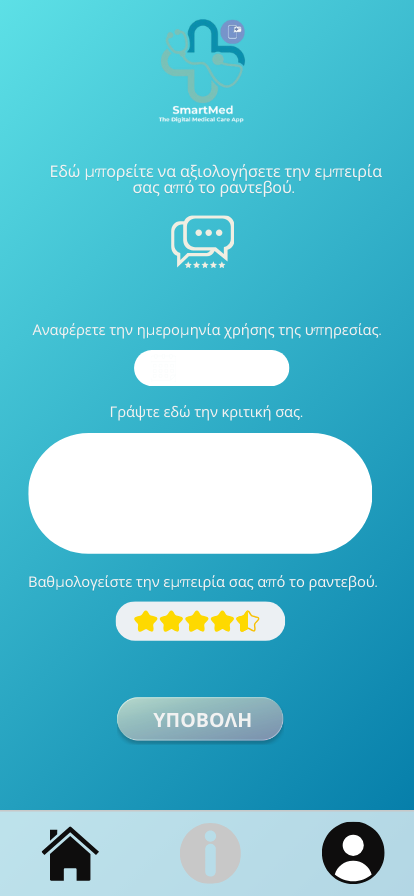 SmartMed
The Digital Medical Care App
Εδώ μπορείτε να αξιολογήσετε την εμπειρία
σας από το ραντεβού.
Αναφέρετε την ημερομηνία χρήσης της υπηρεσίας.
Γράψτε εδώ την κριτική σας.
Βαθμολογείστε την εμπειρία σας από το ραντεβού.
ΥΠΟΒΟΛΗ